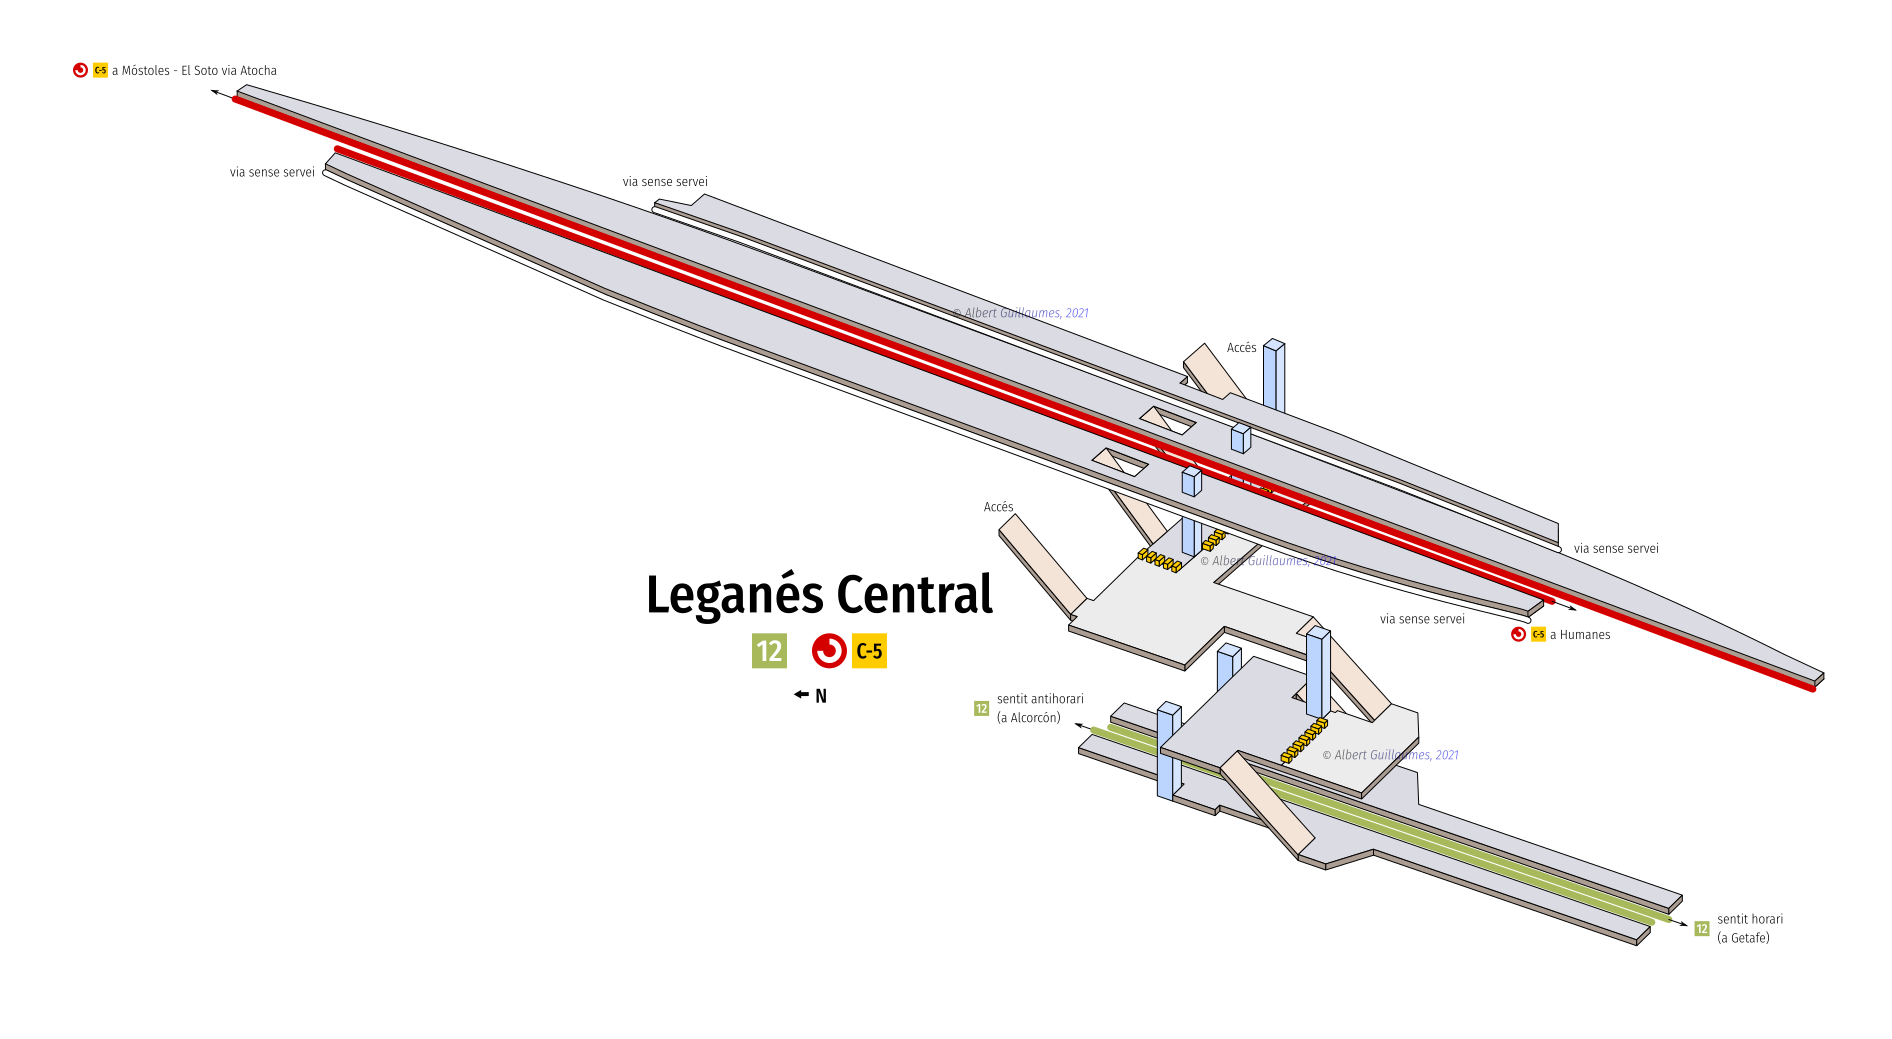 C-5 a Móstoles - El Soto via Atocha
via sense servei
via sense servei
© Albert Guillaumes, 2021
Accés
Accés
via sense servei
© Albert Guillaumes, 2021
via sense servei
C-5 a Humanes
Leganés Central
12 C-5
N
12 sentit antihorari
(a Alcorcón)
© Albert Guillaumes, 2021
12 sentit horari
(a Getafe)